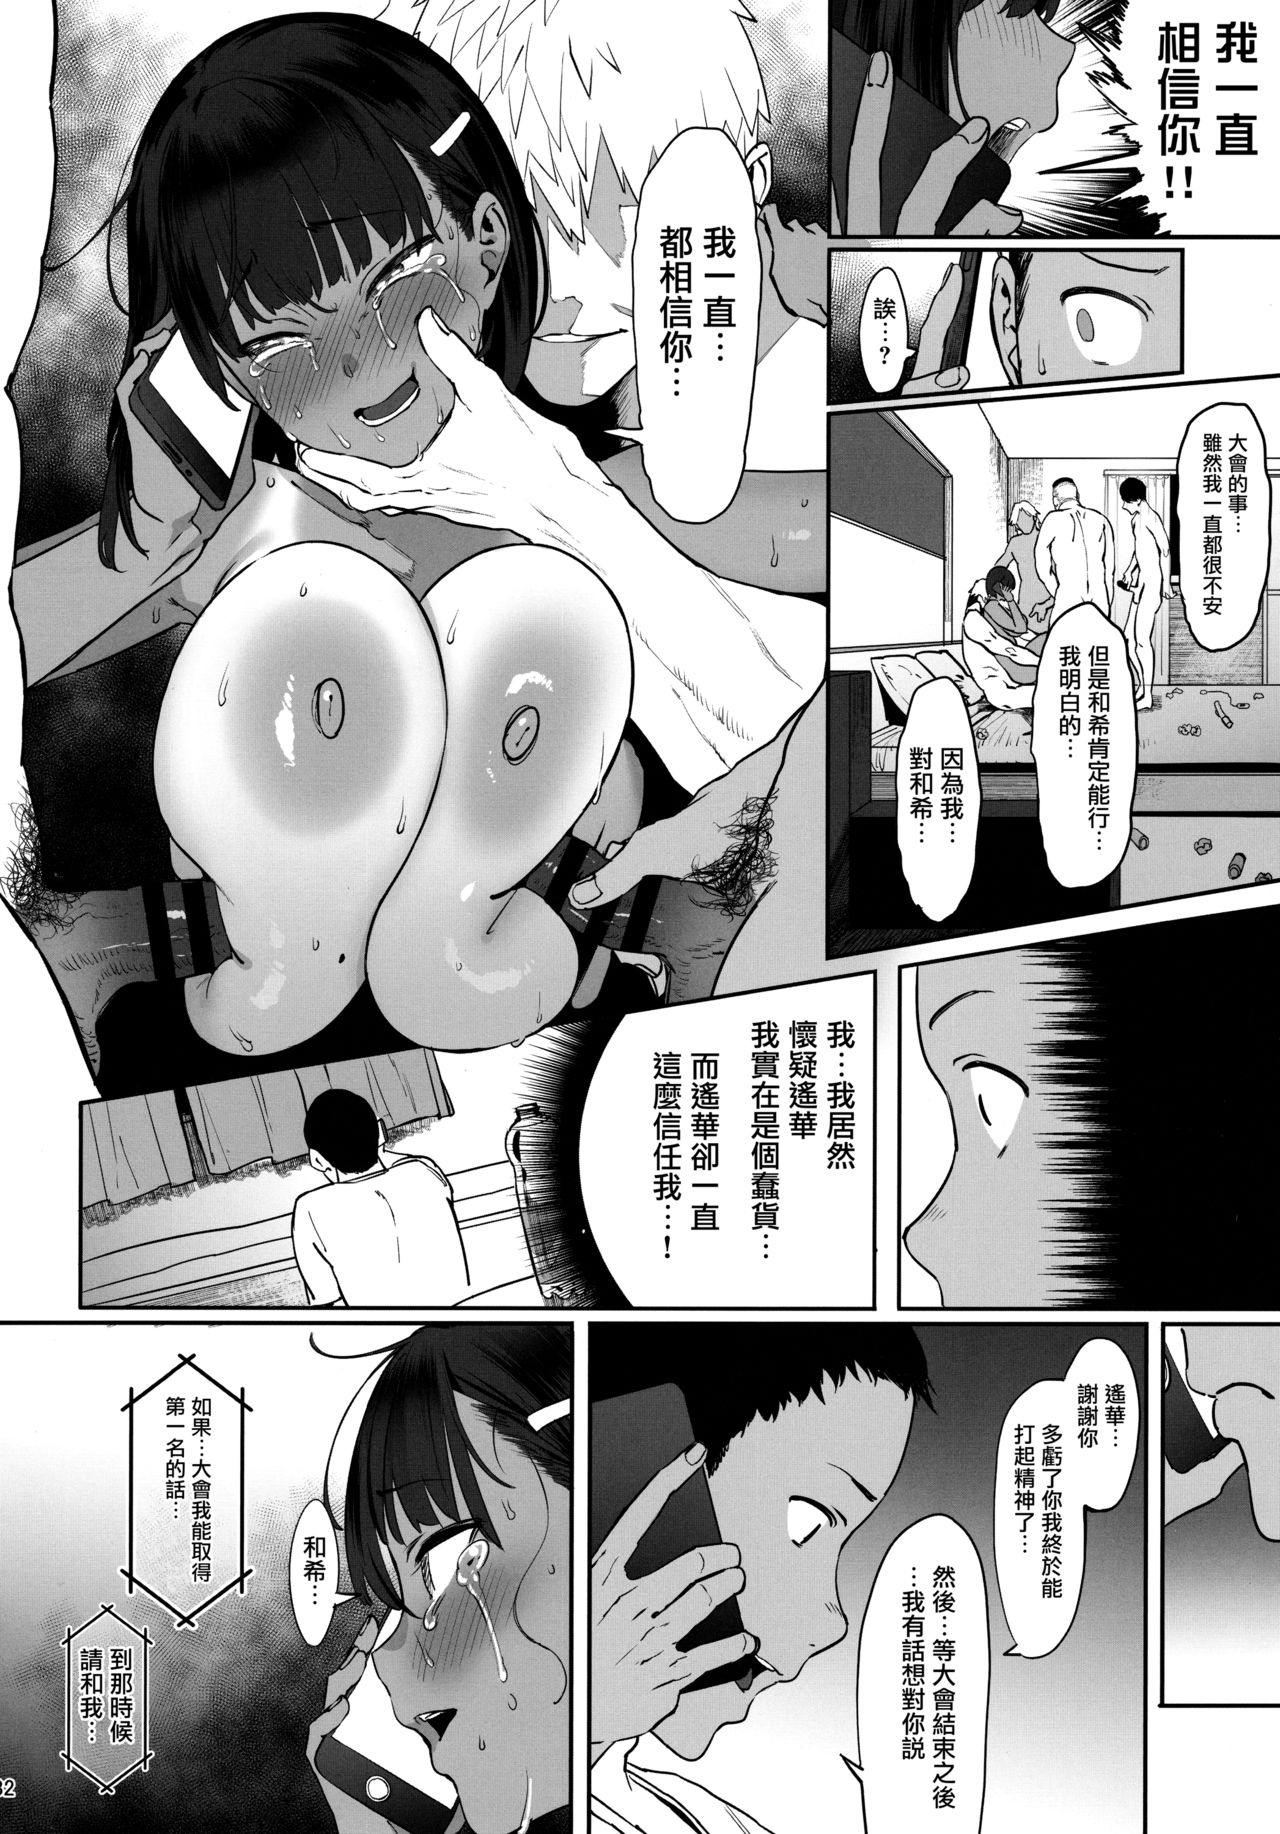 我一直
相信你!!
誒…?
我一直…
都相信你…
大會的事…
雖然我一直都很不安
但是和希肯定能行…
我明白的…
因為我…
對和希…
我…我居然
懷疑遙華
我實在是個蠢貨…
而遙華卻一直
這麼信任我…!
遙華…
謝謝你
多虧了你我終於能
打起精神了…
然後…等大會結束之後
…我有話想對你說
和希…
如果…大會我能取得
第一名的話…
到那時候
請和我…
32